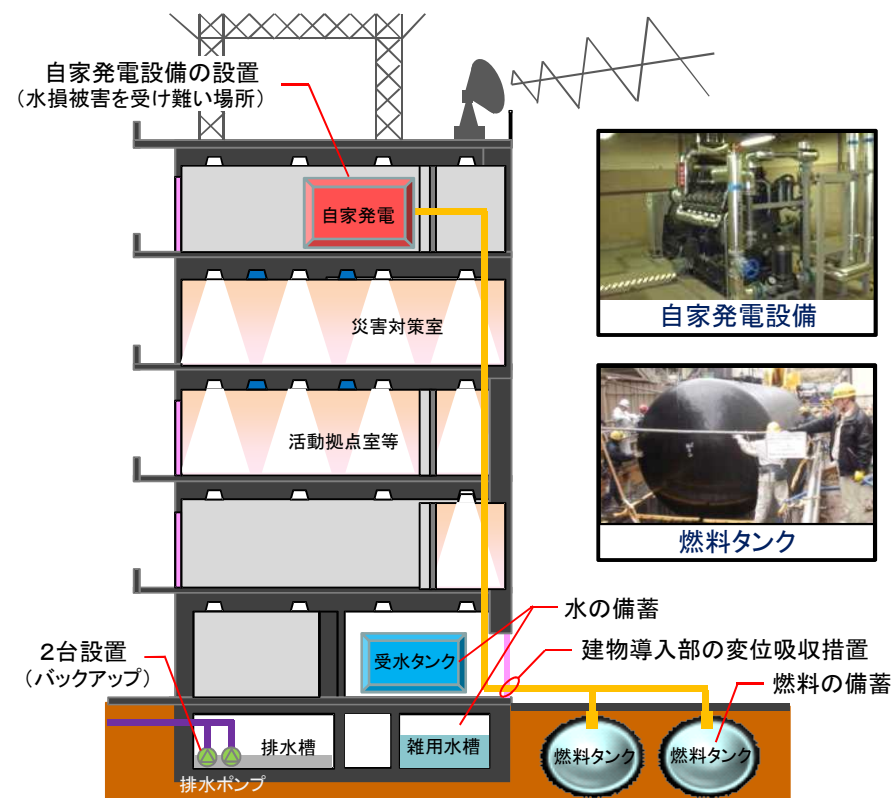 自家発電設備の設置
(水損被害を受け難い場所)
自家発電
自家発電設備
災害対策室
活動拠点室等
燃料タンク
水の備蓄
2台設置
(バックアップ)
受水タンク
建物導入部の変位吸収措置
燃料の備蓄
排水槽
雑用水槽
燃料タンク
燃料タンク
排水ポンプ